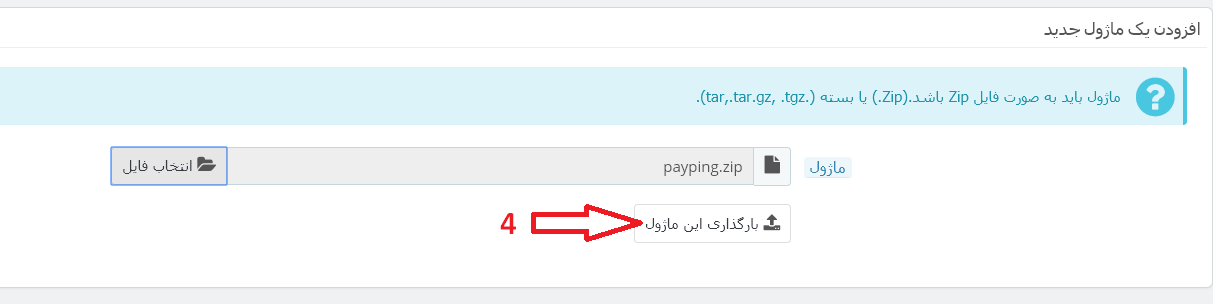 افزودن یک ماژول جدید
ماژول باید به صورت فایل Zip باشد.(Zip.) یا بسته (.tar,.tar.gz, .tgz).
ماژول
payping.zip
انتخاب فایل
بارگذاری این ماژول
4